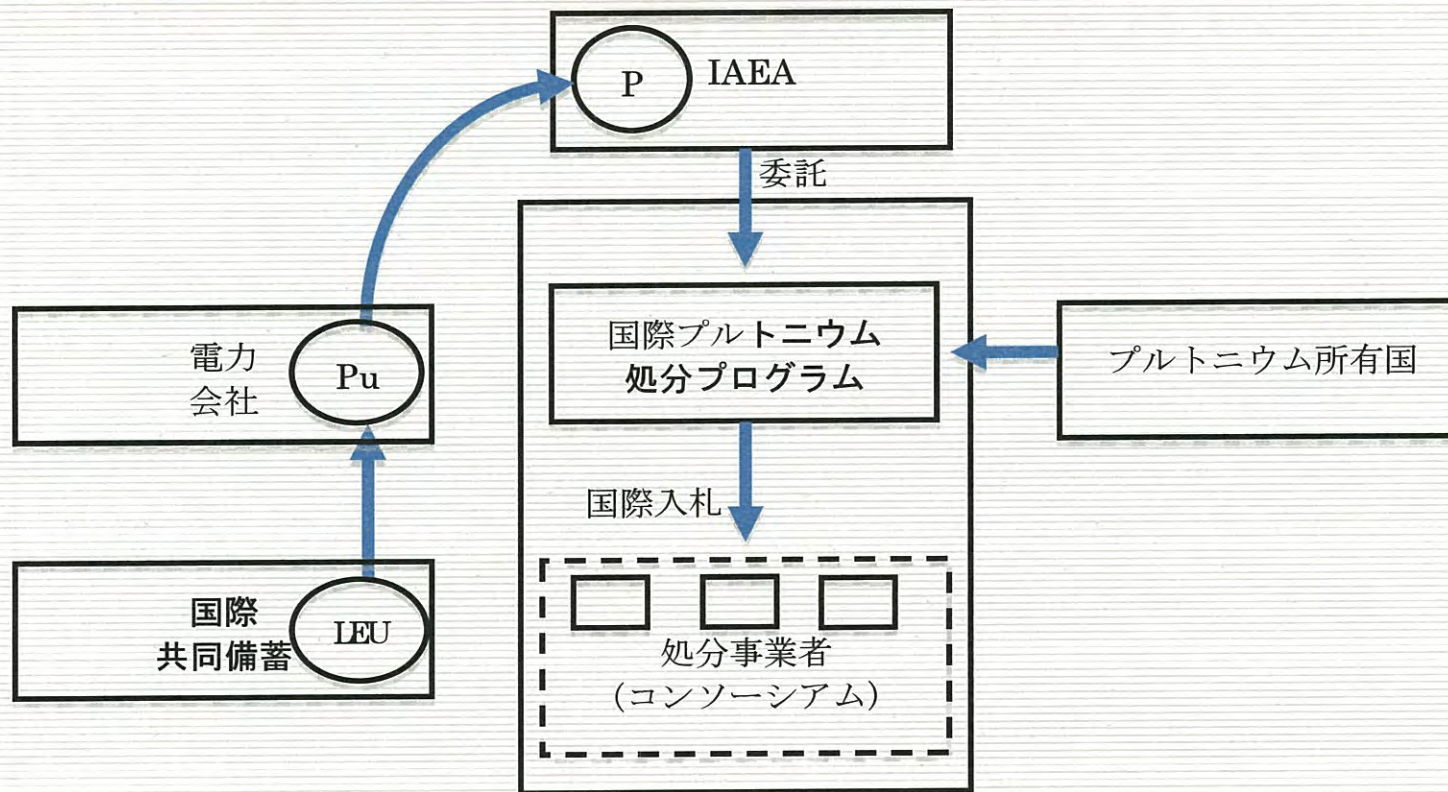 P
IAEA
委託
国際プルトニウム
処分プログラム
プルトニウム所有国
電力
会社
Pu
国際入札
国際
共同備蓄
LEU
処分事業者
(コンソーシアム)